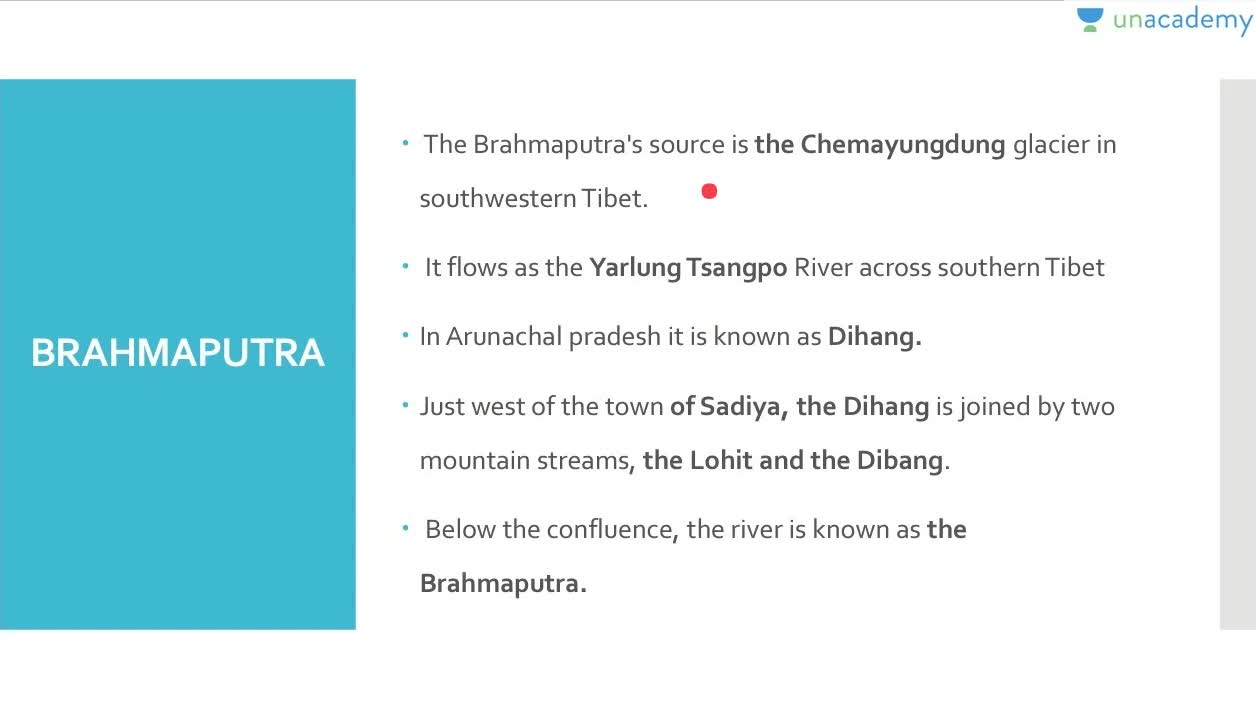 unacademy
BRAHMAPUTRA
• The Brahmaputra's source is the Chemayungdung glacier in
southwestern Tibet.
• It flows as the Yarlung Tsangpo River across southern Tibet
• In Arunachal pradesh it is known as Dihang.
• Just west of the town of Sadiya, the Dihang is joined by two
mountain streams, the Lohit and the Dibang.
• Below the confluence, the river is known as the
Brahmaputra.